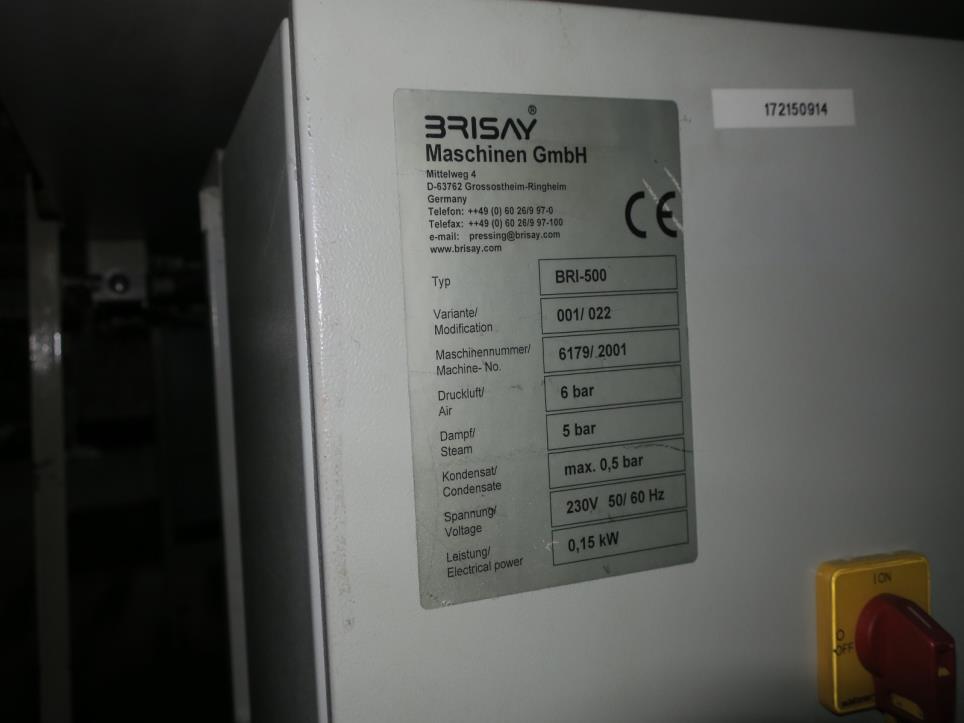 BRISAY®
Maschinen GmbH
Mittelweg 4
D-63762 Grossostheim-Ringheim
Germany
Telefon: ++49 (0) 60 26/9 97-0
Telefax: ++49 (0) 60 26/9 97-100
e-mail: pressing@brisay.com
www.brisay.com
CE
Typ BRI-500
Variante/ 001/ 022
Modification
Maschinennummer/ 6179/ 2001
Machine- No.
Druckluft/ 6 bar
Air
Dampf/ 5 bar
Steam
Kondensat/ max. 0,5 bar
Condensate
Spannung/ 230V 50/ 60 Hz
Voltage
Leistung/ 0,15 kW
Electrical power
172150914
I ON
O
OFF